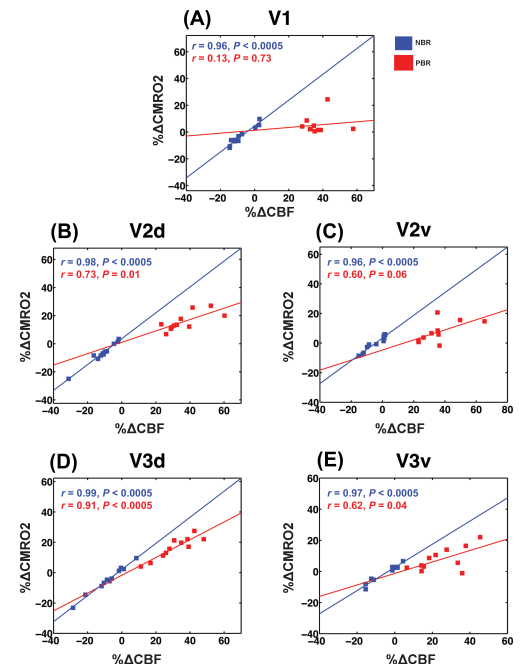 (A) V1
r = 0.96, P < 0.0005
r = 0.13, P = 0.73
NBR
PBR
60
40
20
0
−20
−40
%ΔCMRO2
−40 −20 0 20 40 60
%ΔCBF
(B) V2d
r = 0.98, P < 0.0005
r = 0.73, P = 0.01
60
40
20
0
−20
−40
%ΔCMRO2
−40 −20 0 20 40 60
%ΔCBF
(C) V2v
r = 0.96, P < 0.0005
r = 0.60, P = 0.06
60
40
20
0
−20
−40
%ΔCMRO2
−40 −20 0 20 40 60 80
%ΔCBF
(D) V3d
r = 0.99, P < 0.0005
r = 0.91, P < 0.0005
60
40
20
0
−20
−40
%ΔCMRO2
−40 −20 0 20 40 60
%ΔCBF
(E) V3v
r = 0.97, P < 0.0005
r = 0.62, P = 0.04
60
40
20
0
−20
−40
%ΔCMRO2
−40 −20 0 20 40 60
%ΔCBF